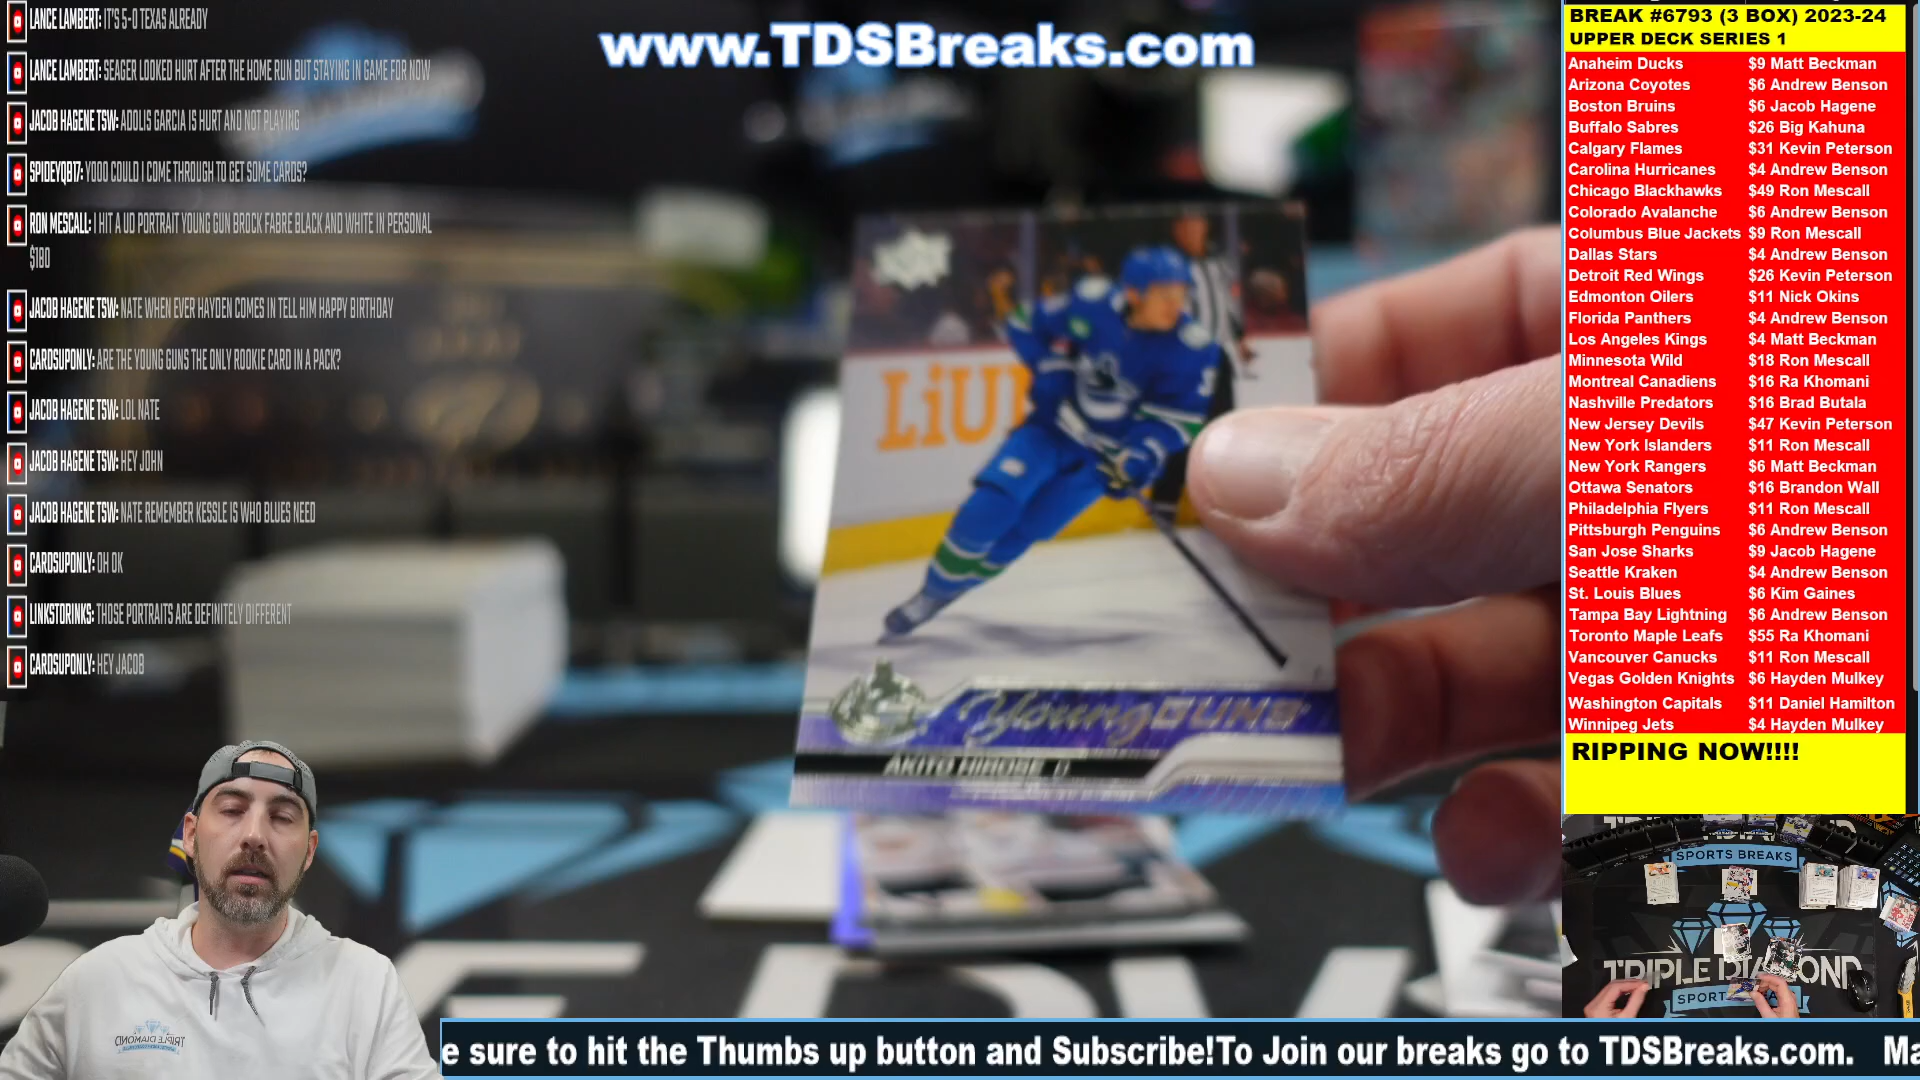 LANCE LAMBERT: IT'S 5-0 TEXAS ALREADY
LANCE LAMBERT: SEAGER LOOKED HURT AFTER THE HOME RUN BUT STAYING IN GAME FOR NOW
JACOB HAGENE TSW: ADOLIS GARCIA IS HURT AND NOT PLAYING
SPIDEYQB17: YOOO COULD I COME THROUGH TO GET SOME CARDS?
RON MESCALL: I HIT A UD PORTRAIT YOUNG GUN BROCK FABRE BLACK AND WHITE IN PERSONAL
$180
JACOB HAGENE TSW: NATE WHEN EVER HAYDEN COMES IN TELL HIM HAPPY BIRTHDAY
CARDSUPONLY: ARE THE YOUNG GUNS THE ONLY ROOKIE CARD IN A PACK?
JACOB HAGENE TSW: LOL NATE
JACOB HAGENE TSW: HEY JOHN
JACOB HAGENE TSW: NATE REMEMBER KESSLE IS WHO BLUES NEED
CARDSUPONLY: OH OK
LINKSTORINKS: THOSE PORTRAITS ARE DEFINITELY DIFFERENT
CARDSUPONLY: HEY JACOB
www.TDSBreaks.com
LiU
Young GUNS
AKITO HIROSE D
BREAK #6793 (3 BOX) 2023-24
UPPER DECK SERIES 1
Anaheim Ducks $9 Matt Beckman
Arizona Coyotes $6 Andrew Benson
Boston Bruins $6 Jacob Hagene
Buffalo Sabres $26 Big Kahuna
Calgary Flames $31 Kevin Peterson
Carolina Hurricanes $4 Andrew Benson
Chicago Blackhawks $49 Ron Mescall
Colorado Avalanche $6 Andrew Benson
Columbus Blue Jackets $9 Ron Mescall
Dallas Stars $4 Andrew Benson
Detroit Red Wings $26 Kevin Peterson
Edmonton Oilers $11 Nick Okins
Florida Panthers $4 Andrew Benson
Los Angeles Kings $4 Matt Beckman
Minnesota Wild $18 Ron Mescall
Montreal Canadiens $16 Ra Khomani
Nashville Predators $16 Brad Butala
New Jersey Devils $47 Kevin Peterson
New York Islanders $11 Ron Mescall
New York Rangers $6 Matt Beckman
Ottawa Senators $16 Brandon Wall
Philadelphia Flyers $11 Ron Mescall
Pittsburgh Penguins $6 Andrew Benson
San Jose Sharks $9 Jacob Hagene
Seattle Kraken $4 Andrew Benson
St. Louis Blues $6 Kim Gaines
Tampa Bay Lightning $6 Andrew Benson
Toronto Maple Leafs $55 Ra Khomani
Vancouver Canucks $11 Ron Mescall
Vegas Golden Knights $6 Hayden Mulkey
Washington Capitals $11 Daniel Hamilton
Winnipeg Jets $4 Hayden Mulkey
RIPPING NOW!!!!
SPORTS BREAKS
TRIPLE DIAMOND
TRIPLE DIAMOND
e sure to hit the Thumbs up button and Subscribe!To Join our breaks go to TDSBreaks.com. Ma